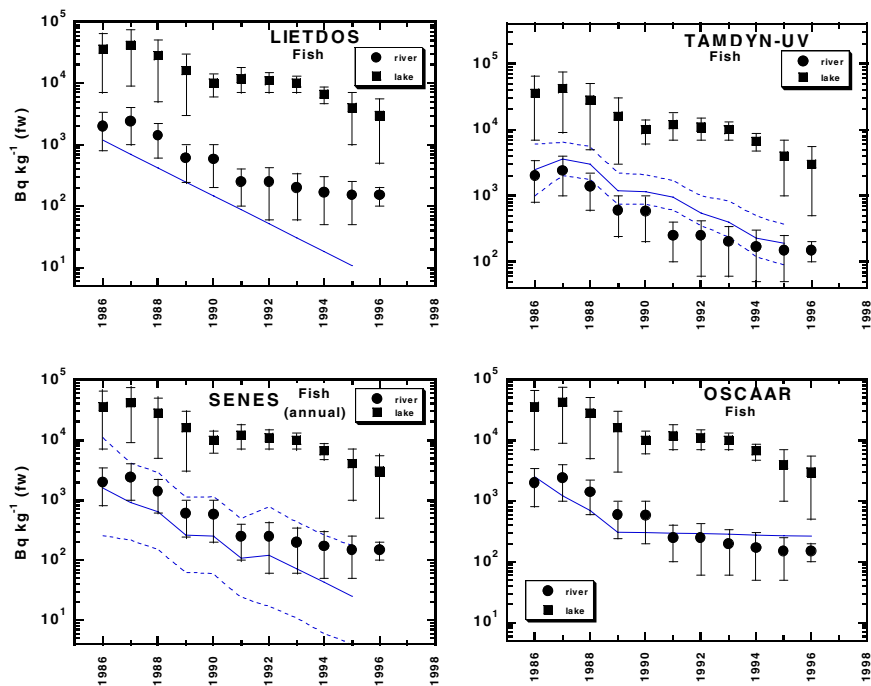 LIETDOS
Fish
river
lake
Bq kg-1 (fw)
10^5
10^4
10^3
10^2
10^1
1986
1988
1990
1992
1994
1996
1998
TAMDYN-UV
Fish
river
lake
10^5
10^4
10^3
10^2
1986
1988
1990
1992
1994
1996
1998
SENES Fish
(annual)
river
lake
Bq kg-1 (fw)
10^5
10^4
10^3
10^2
10^1
1986
1988
1990
1992
1994
1996
1998
OSCAAR
Fish
river
lake
10^5
10^4
10^3
10^2
10^1
1986
1988
1990
1992
1994
1996
1998